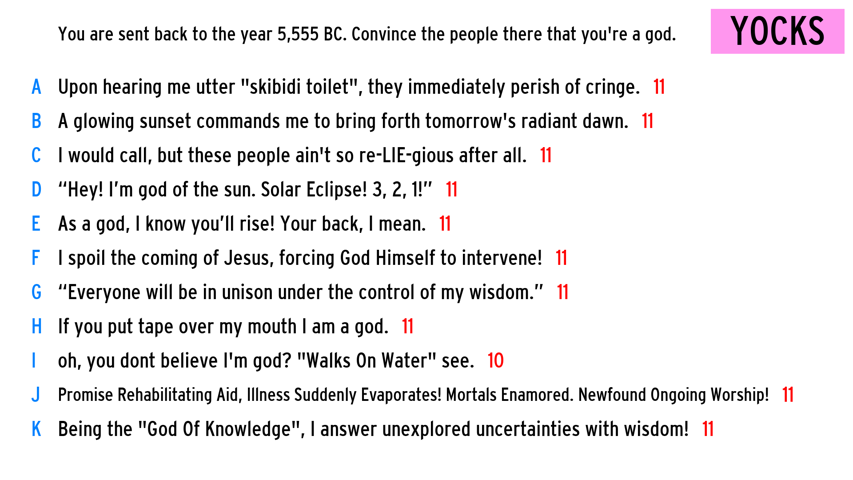 You are sent back to the year 5,555 BC. Convince the people there that you're a god.
YOCKS
A Upon hearing me utter "skibidi toilet", they immediately perish of cringe. 11
B A glowing sunset commands me to bring forth tomorrow's radiant dawn. 11
C I would call, but these people ain't so re-LIE-gious after all. 11
D “Hey! I’m god of the sun. Solar Eclipse! 3, 2, 1!” 11
E As a god, I know you’ll rise! Your back, I mean. 11
F I spoil the coming of Jesus, forcing God Himself to intervene! 11
G “Everyone will be in unison under the control of my wisdom.” 11
H If you put tape over my mouth I am a god. 11
I oh, you dont believe I'm god? "Walks On Water" see. 10
J Promise Rehabilitating Aid, Illness Suddenly Evaporates! Mortals Enamored. Newfound Ongoing Worship! 11
K Being the "God Of Knowledge", I answer unexplored uncertainties with wisdom! 11